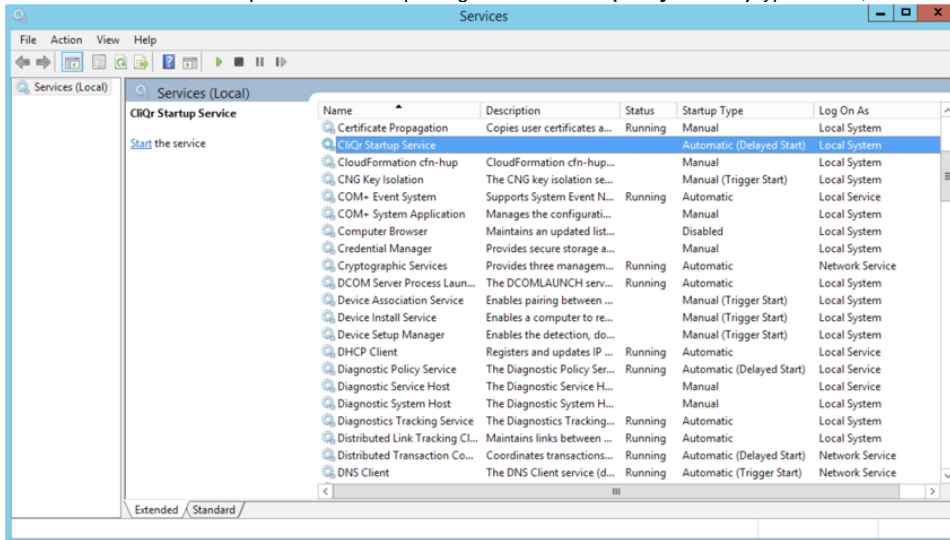 Services
File Action View Help
Services (Local)
Services (Local)
CliQr Startup Service
Start the service
Name Description Status Startup Type Log On As
Certificate Propagation Copies user certificates a... Running Manual Local System
CliQr Startup Service Automatic (Delayed Start) Local System
CloudFormation cfn-hup CloudFormation cfn-hup... Manual Local System
CNG Key Isolation The CNG key isolation se... Manual (Trigger Start) Local System
COM+ Event System Supports System Event N... Running Automatic Local Service
COM+ System Application Manages the configurati... Manual Local System
Computer Browser Maintains an updated list... Disabled Local System
Credential Manager Provides secure storage a... Manual Local System
Cryptographic Services Provides three managem... Running Automatic Network Service
DCOM Server Process Laun... The DCOMLAUNCH serv... Running Automatic Local System
Device Association Service Enables pairing between ... Manual (Trigger Start) Local System
Device Install Service Enables a computer to re... Manual (Trigger Start) Local System
Device Setup Manager Enables the detection, do... Manual (Trigger Start) Local System
DHCP Client Registers and updates IP ... Running Automatic Local Service
Diagnostic Policy Service The Diagnostic Policy Ser... Running Automatic (Delayed Start) Local Service
Diagnostic Service Host The Diagnostic Service H... Manual Local Service
Diagnostic System Host The Diagnostic System H... Manual Local System
Diagnostics Tracking Service The Diagnostics Tracking... Running Automatic Local System
Distributed Link Tracking Cl... Maintains links between ... Running Automatic Local System
Distributed Transaction Co... Coordinates transactions... Running Automatic (Delayed Start) Network Service
DNS Client The DNS Client service (d... Running Automatic (Trigger Start) Network Service
Extended Standard